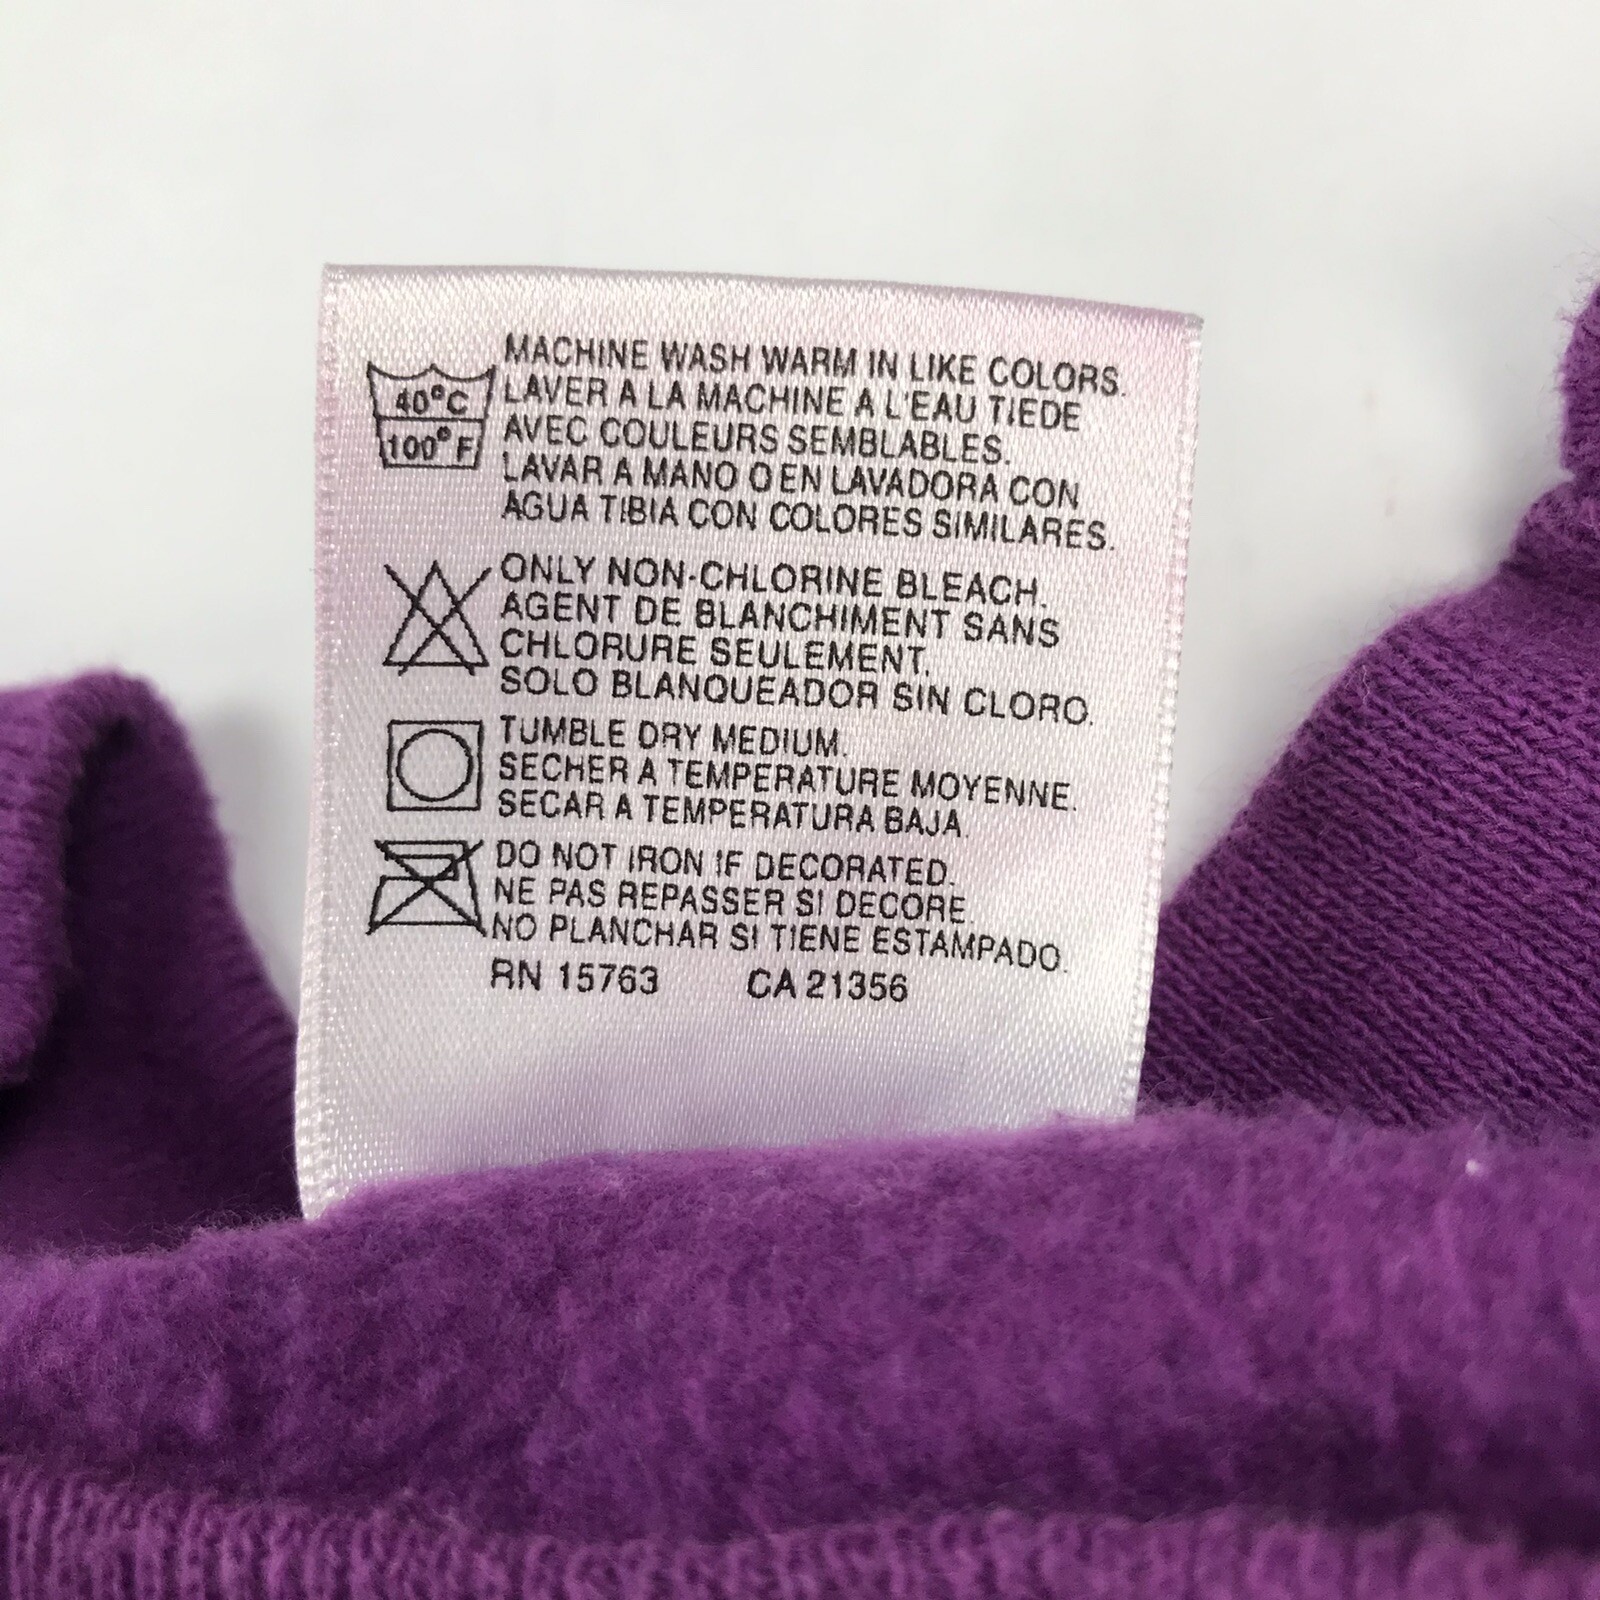 MACHINE WASH WARM IN LIKE COLORS.
40°C
LAVER A LA MACHINE A L'EAU TIEDE
100°F
AVEC COULEURS SEMBLABLES.
LAVAR A MANO O EN LAVADORA CON
AGUA TIBIA CON COLORES SIMILARES.
ONLY NON-CHLORINE BLEACH.
AGENT DE BLANCHIMENT SANS
CHLORURE SEULEMENT.
SOLO BLANQUEADOR SIN CLORO.
TUMBLE DRY MEDIUM.
SECHER A TEMPERATURE MOYENNE.
SECAR A TEMPERATURA BAJA.
DO NOT IRON IF DECORATED.
NE PAS REPASSER SI DECORE.
NO PLANCHAR SI TIENE ESTAMPADO.
RN 15763 CA 21356